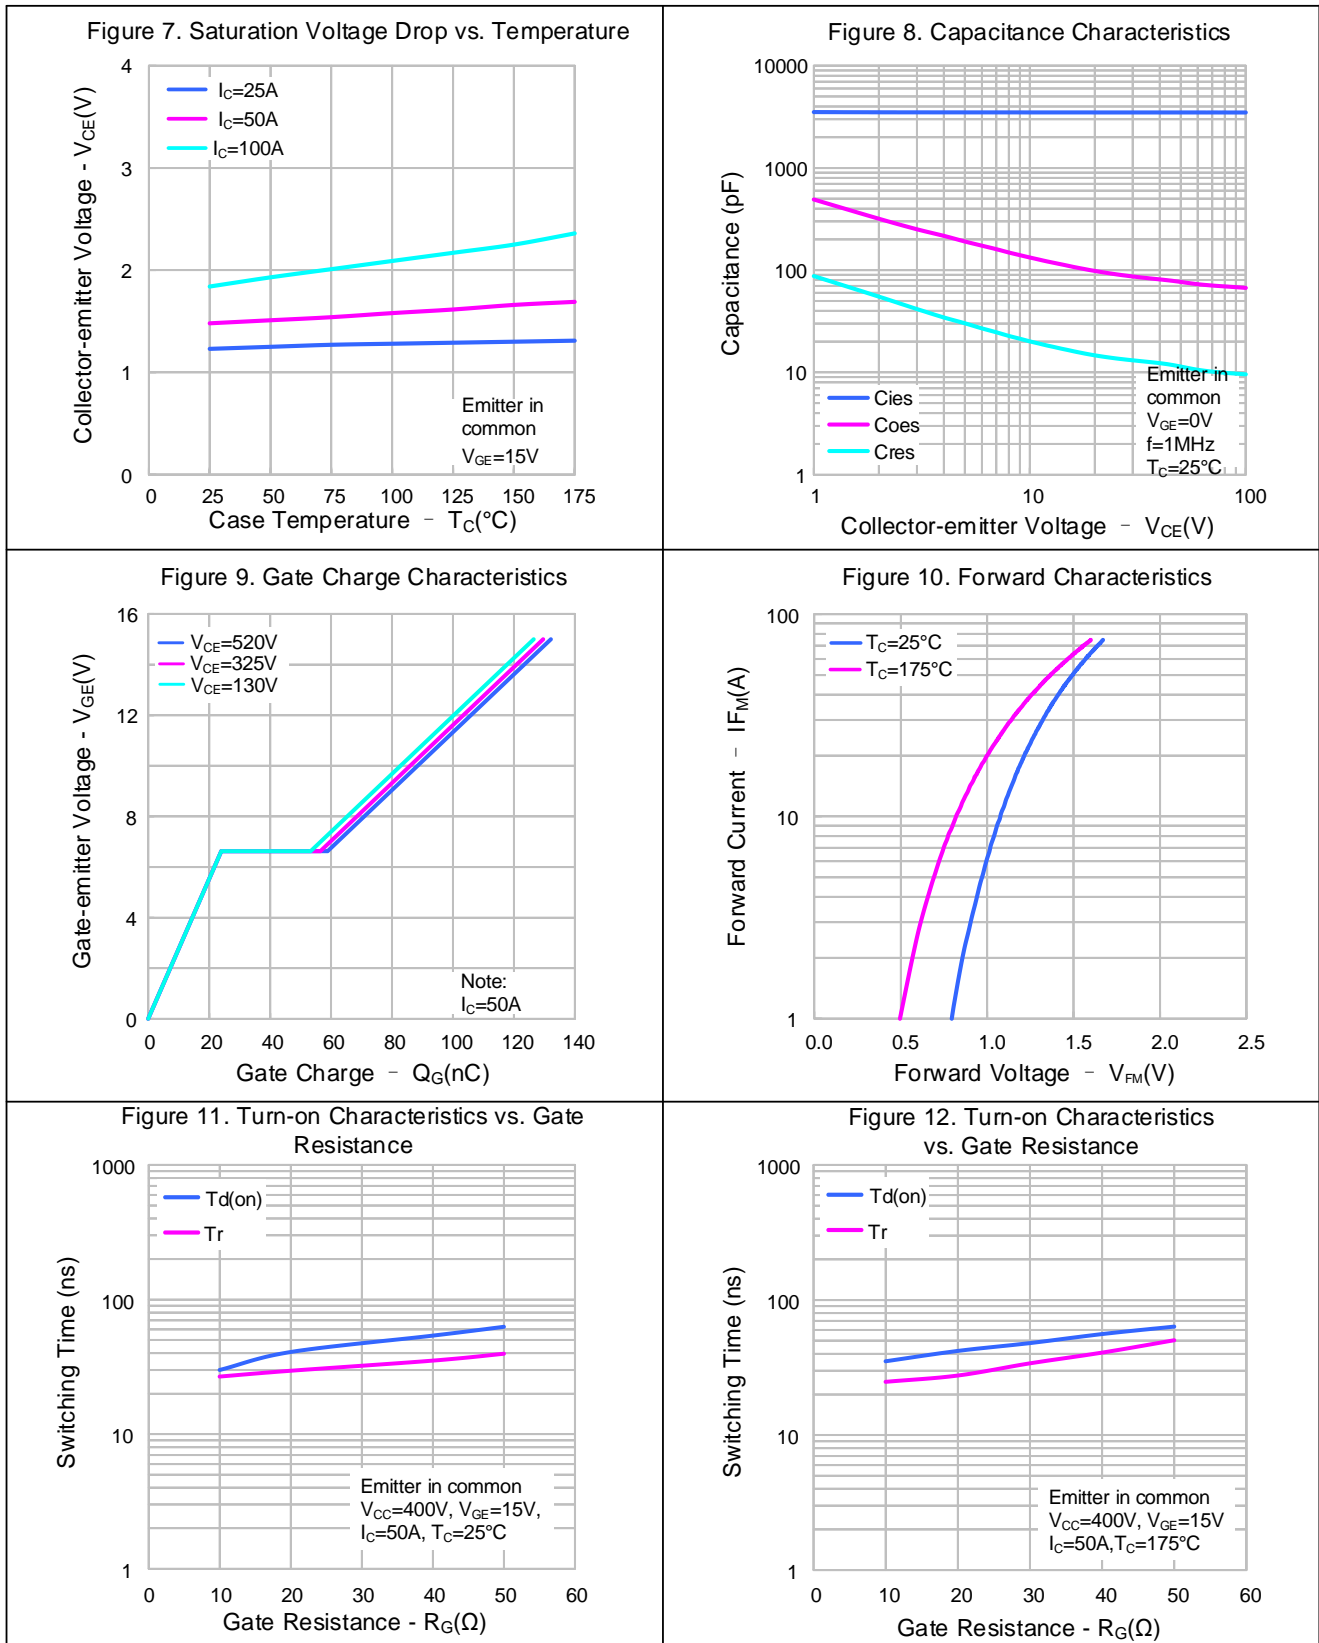 Figure 7. Saturation Voltage Drop vs. Temperature
Collector-emitter Voltage - VCE(V)
4
3
2
1
0
IC=25A
IC=50A
IC=100A
Emitter in
common
VGE=15V
0 25 50 75 100 125 150 175
Case Temperature – TC(°C)
Figure 8. Capacitance Characteristics
Capacitance (pF)
10000
1000
100
10
1
Cies
Coes
Cres
Emitter in
common
VGE=0V
f=1MHz
TC=25°C
1 10 100
Collector-emitter Voltage – VCE(V)
Figure 9. Gate Charge Characteristics
Gate-emitter Voltage - VGE(V)
16
12
8
4
0
VCE=520V
VCE=325V
VCE=130V
Note:
IC=50A
0 20 40 60 80 100 120 140
Gate Charge – QG(nC)
Figure 10. Forward Characteristics
Forward Current – IFM(A)
100
10
1
TC=25°C
TC=175°C
0.0 0.5 1.0 1.5 2.0 2.5
Forward Voltage – VFM(V)
Figure 11. Turn-on Characteristics vs. Gate
Resistance
Switching Time (ns)
1000
100
10
1
Td(on)
Tr
Emitter in common
VCC=400V, VGE=15V,
IC=50A, TC=25°C
0 10 20 30 40 50 60
Gate Resistance - RG(Ω)
Figure 12. Turn-on Characteristics
vs. Gate Resistance
Switching Time (ns)
1000
100
10
1
Td(on)
Tr
Emitter in common
VCC=400V, VGE=15V
IC=50A,TC=175°C
0 10 20 30 40 50 60
Gate Resistance - RG(Ω)